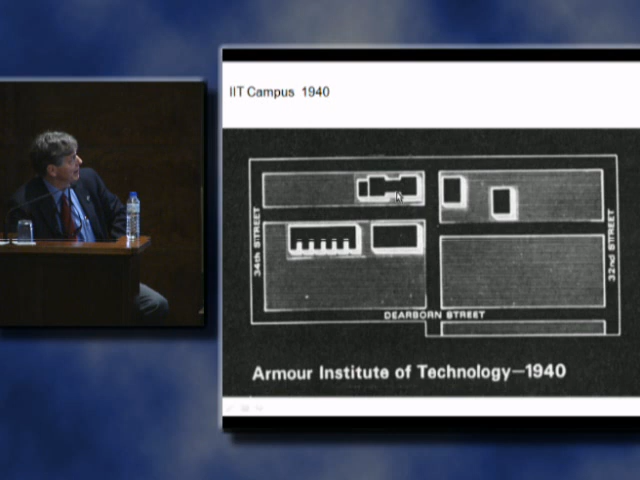 IIT Campus 1940
34th STREET
32nd STREET
DEARBORN STREET
Armour Institute of Technology—1940